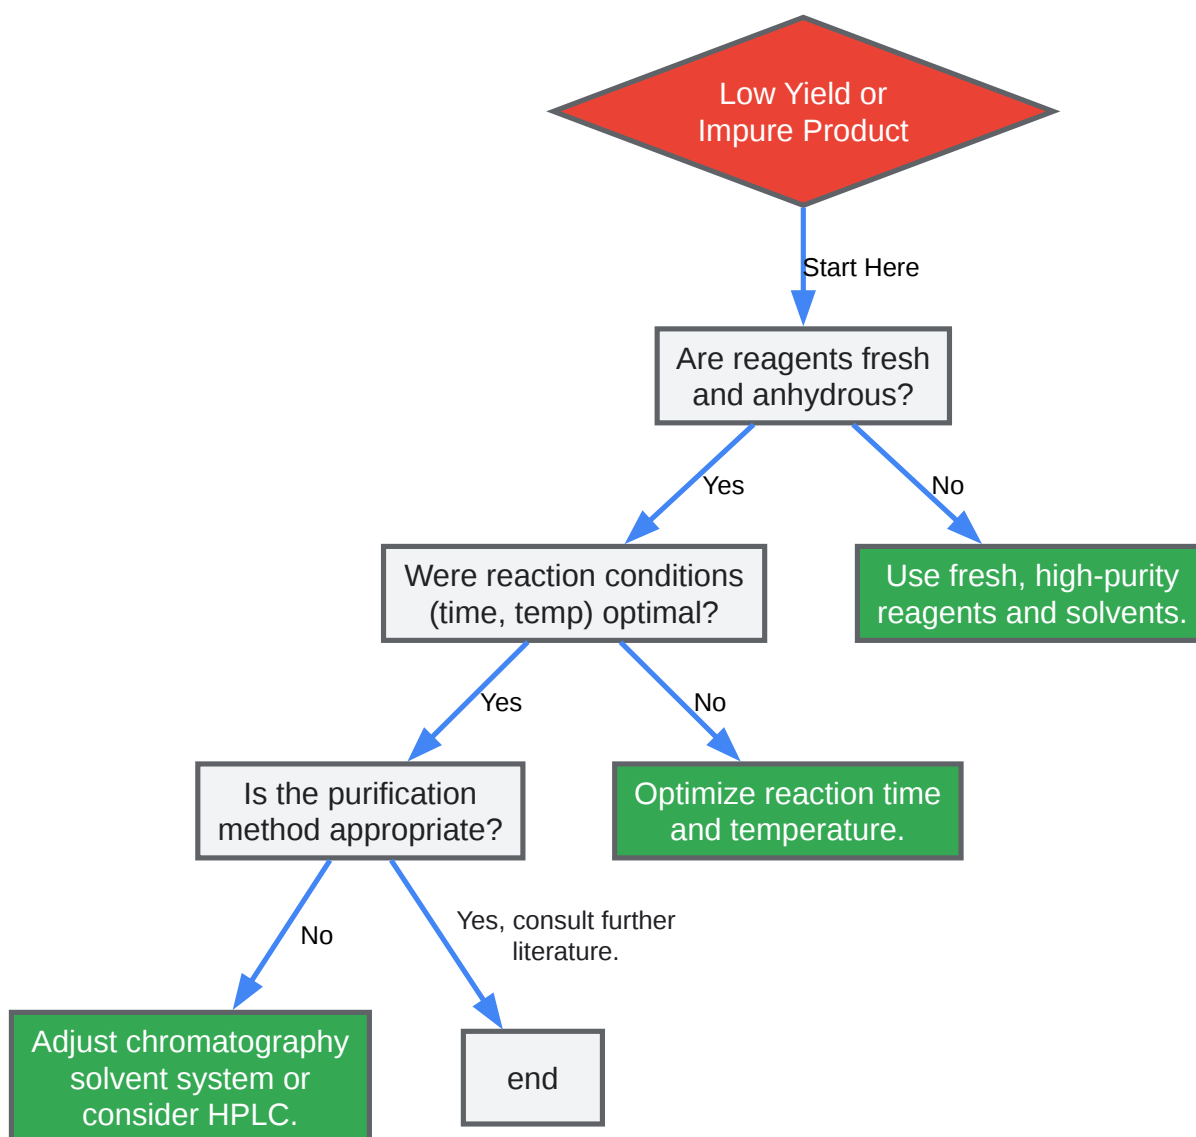 Low Yield or
Impure Product
Start Here
Are reagents fresh
and anhydrous?
Yes
No
Were reaction conditions
(time, temp) optimal?
Use fresh, high-purity
reagents and solvents.
Yes
No
Is the purification
method appropriate?
Optimize reaction time
and temperature.
No
Yes, consult further
literature.
Adjust chromatography
solvent system or
consider HPLC.
end